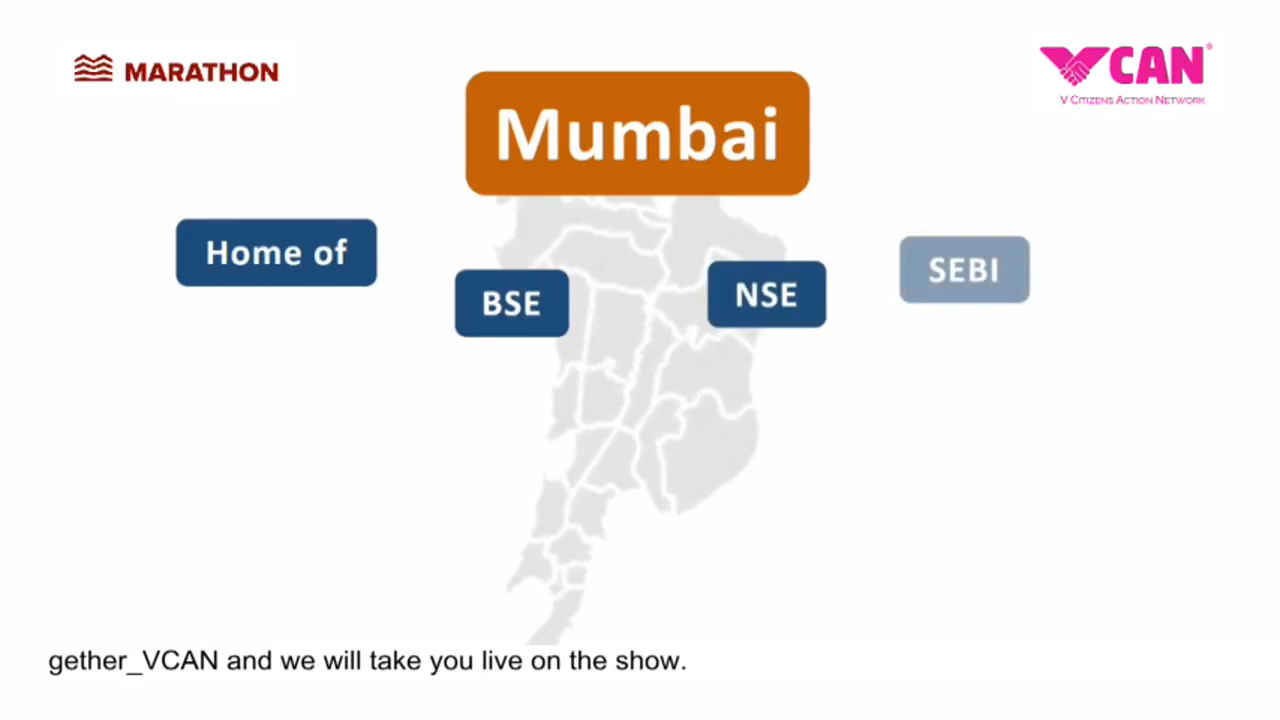 MARATHON
VCAN®
V CITIZENS ACTION NETWORK
Mumbai
Home of
BSE
NSE
SEBI
gether_VCAN and we will take you live on the show.